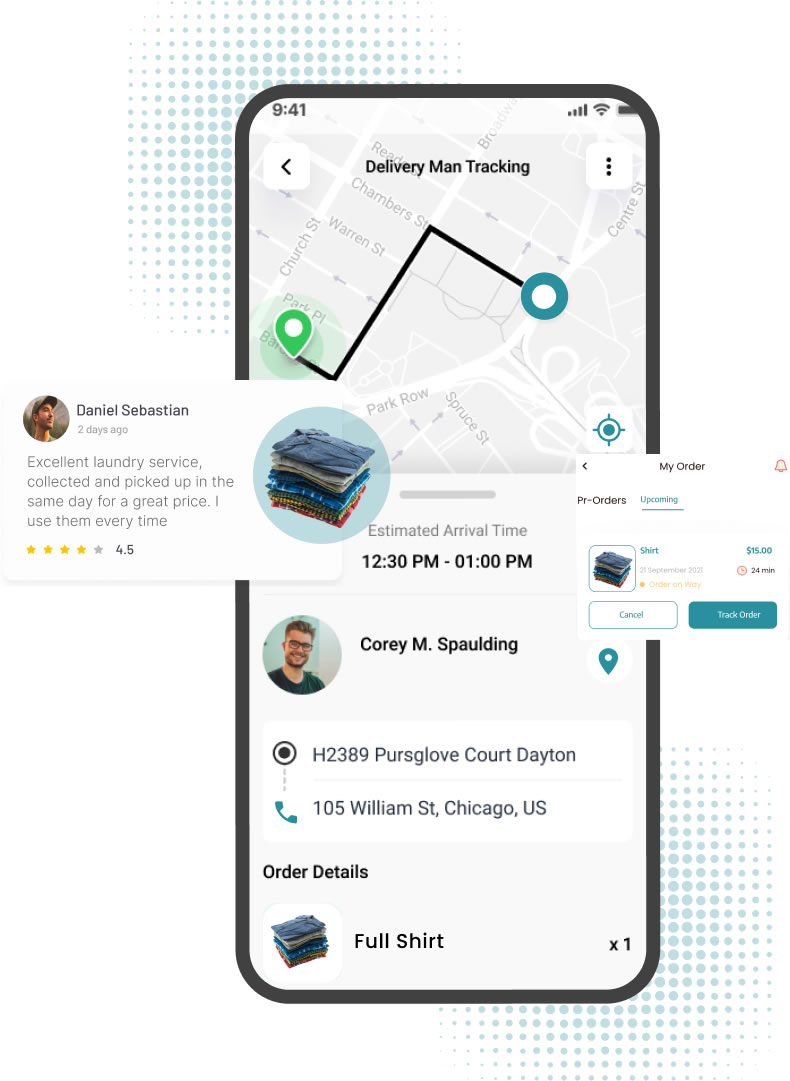 9:41
Broadway
Delivery Man Tracking
Reade
Chambers St
Centre St
Church St
Warren St
Park Pl
Park Row
Spruce St
Daniel Sebastian
2 days ago
Excellent laundry service,
collected and picked up in the
same day for a great price. I
use them every time
4.5
My Order
Pr-Orders
Upcoming
Shirt
$15.00
21 September 2021
24 min
Order on Way
Cancel
Track Order
Estimated Arrival Time
12:30 PM - 01:00 PM
Corey M. Spaulding
H2389 Pursglove Court Dayton
105 William St, Chicago, US
Order Details
Full Shirt
x 1